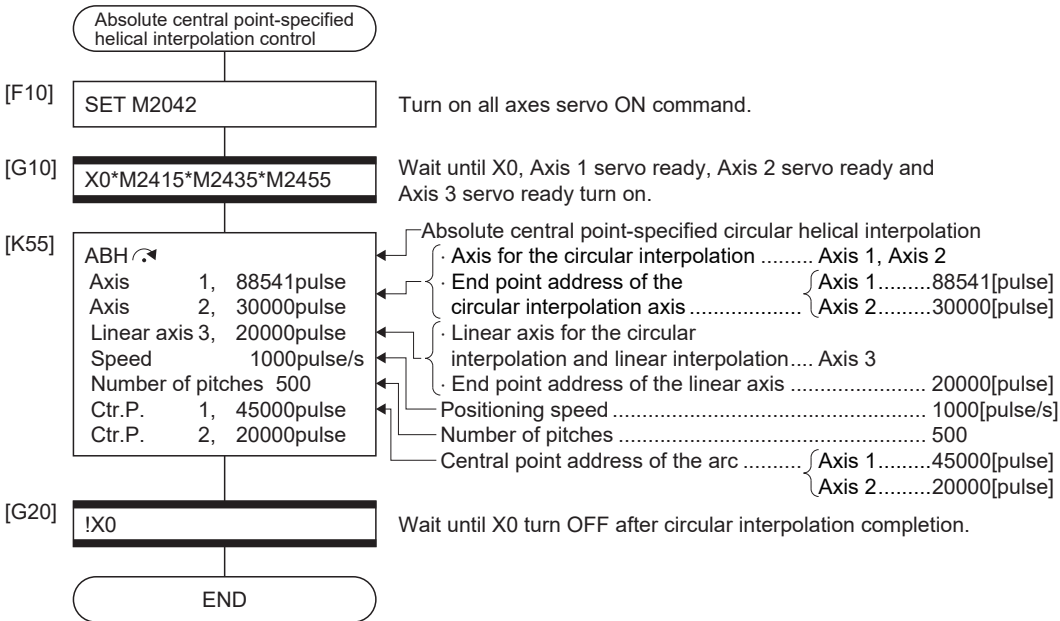 Absolute central point-specified
helical interpolation control
[F10]
SET M2042
Turn on all axes servo ON command.
[G10]
X0*M2415*M2435*M2455
Wait until X0, Axis 1 servo ready, Axis 2 servo ready and
Axis 3 servo ready turn on.
[K55]
ABH
Axis 1, 88541pulse
Axis 2, 30000pulse
Linear axis 3, 20000pulse
Speed 1000pulse/s
Number of pitches 500
Ctr.P. 1, 45000pulse
Ctr.P. 2, 20000pulse
Absolute central point-specified circular helical interpolation
· Axis for the circular interpolation ......... Axis 1, Axis 2
· End point address of the Axis 1.........88541[pulse]
circular interpolation axis.................... Axis 2.........30000[pulse]
· Linear axis for the circular
interpolation and linear interpolation.... Axis 3
· End point address of the linear axis ........................ 20000[pulse]
Positioning speed ........................................................ 1000[pulse/s]
Number of pitches ....................................................... 500
Central point address of the arc .......... Axis 1.........45000[pulse]
Axis 2.........20000[pulse]
[G20]
!X0
Wait until X0 turn OFF after circular interpolation completion.
END